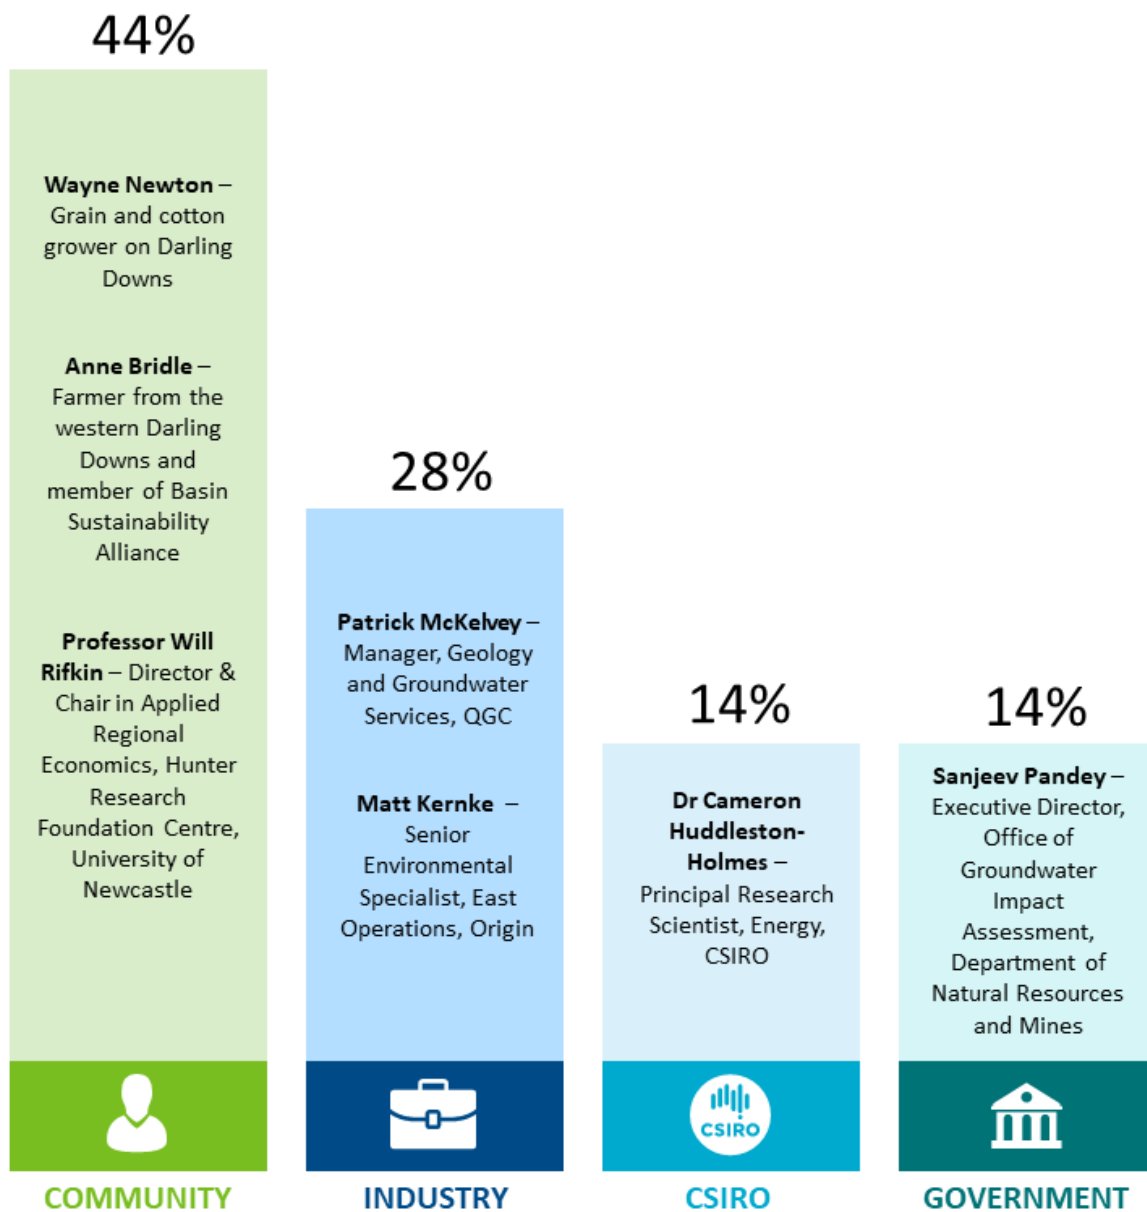 44%
Wayne Newton –
Grain and cotton
grower on Darling
Downs
Anne Bridle –
Farmer from the
western Darling
Downs and
member of Basin
Sustainability
Alliance
Professor Will
Rifkin – Director &
Chair in Applied
Regional
Economics, Hunter
Research
Foundation Centre,
University of
Newcastle
COMMUNITY
28%
Patrick McKelvey –
Manager, Geology
and Groundwater
Services, QGC
Matt Kernke –
Senior
Environmental
Specialist, East
Operations, Origin
INDUSTRY
14%
Dr Cameron
Huddleston-
Holmes –
Principal Research
Scientist, Energy,
CSIRO
CSIRO
CSIRO
14%
Sanjeev Pandey –
Executive Director,
Office of
Groundwater
Impact
Assessment,
Department of
Natural Resources
and Mines
GOVERNMENT